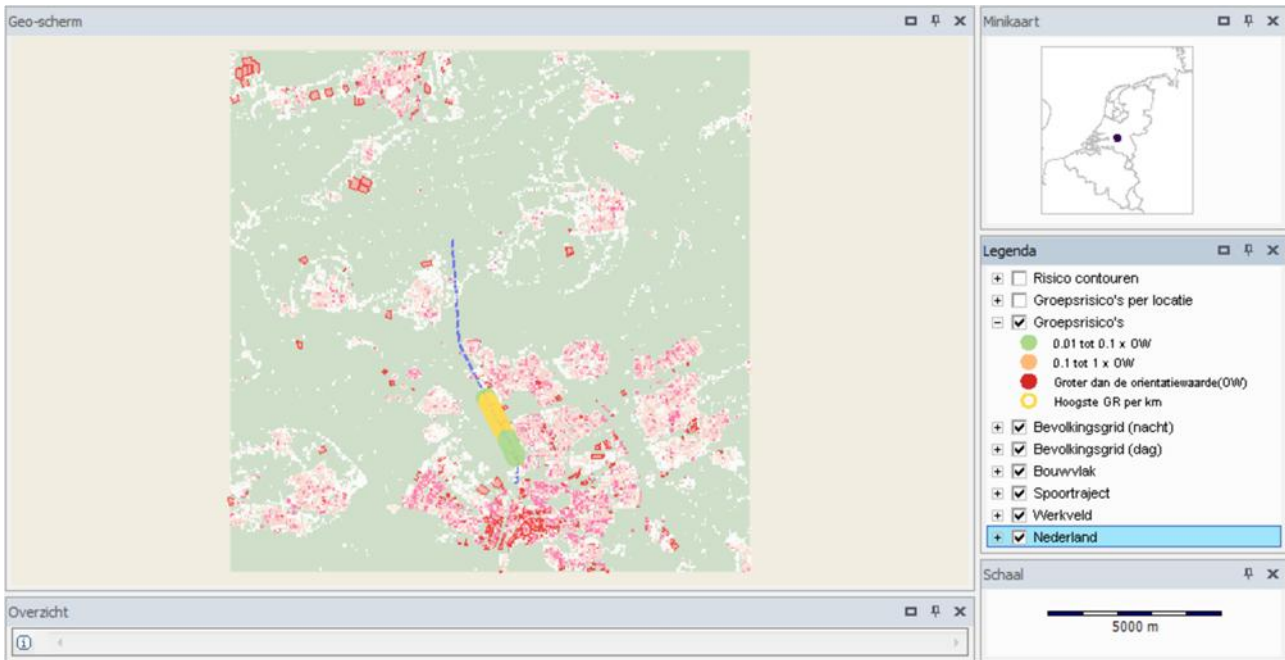 Geo-scherm
Minikaart
Legenda
Risico contouren
Groepsrisico's per locatie
Groepsrisico's
0.01 tot 0.1 x OW
0.1 tot 1 x OW
Groter dan de orientatiewaarde(OW)
Hoogste GR per km
Bevolkingsgrid (nacht)
Bevolkingsgrid (dag)
Bouwvlak
Spoortraject
Werkveld
Nederland
Schaal
5000 m
Overzicht